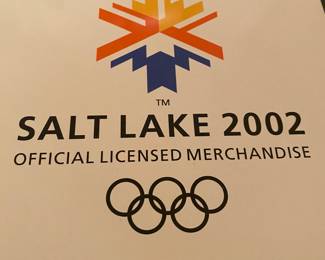 TM
SALT LAKE 2002
OFFICIAL LICENSED MERCHANDISE